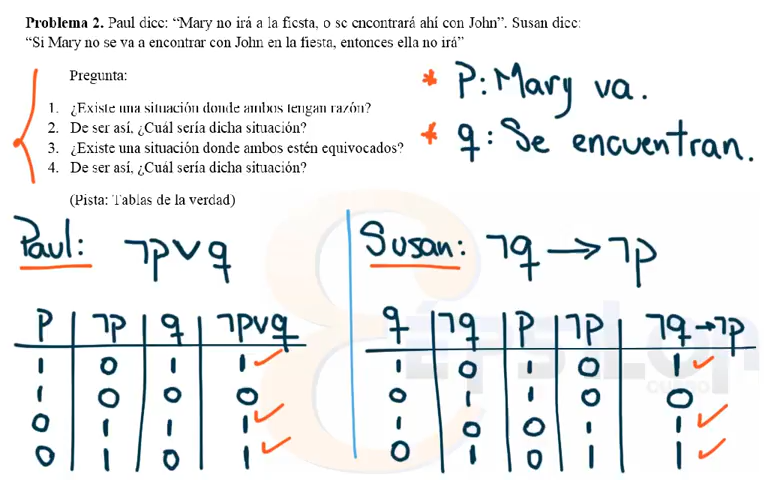 Problema 2. Paul dice: “Mary no irá a la fiesta, o se encontrará ahí con John”. Susan dice:
“Si Mary no se va a encontrar con John en la fiesta, entonces ella no irá”
Pregunta:
1. ¿Existe una situación donde ambos tengan razón?
2. De ser así, ¿Cuál sería dicha situación?
3. ¿Existe una situación donde ambos estén equivocados?
4. De ser así, ¿Cuál sería dicha situación?
(Pista: Tablas de la verdad)
* P: Mary va.
* q: Se encuentran.
Paul: ¬p∨q
P ¬p q ¬p∨q
1 0 1 1 ✓
1 0 0 0
0 1 1 1 ✓
0 1 0 1 ✓
Susan: ¬q → ¬p
q ¬q P ¬p ¬q→¬p
1 0 1 0 1 ✓
0 1 1 0 0
1 0 0 1 1 ✓
0 1 0 1 1 ✓